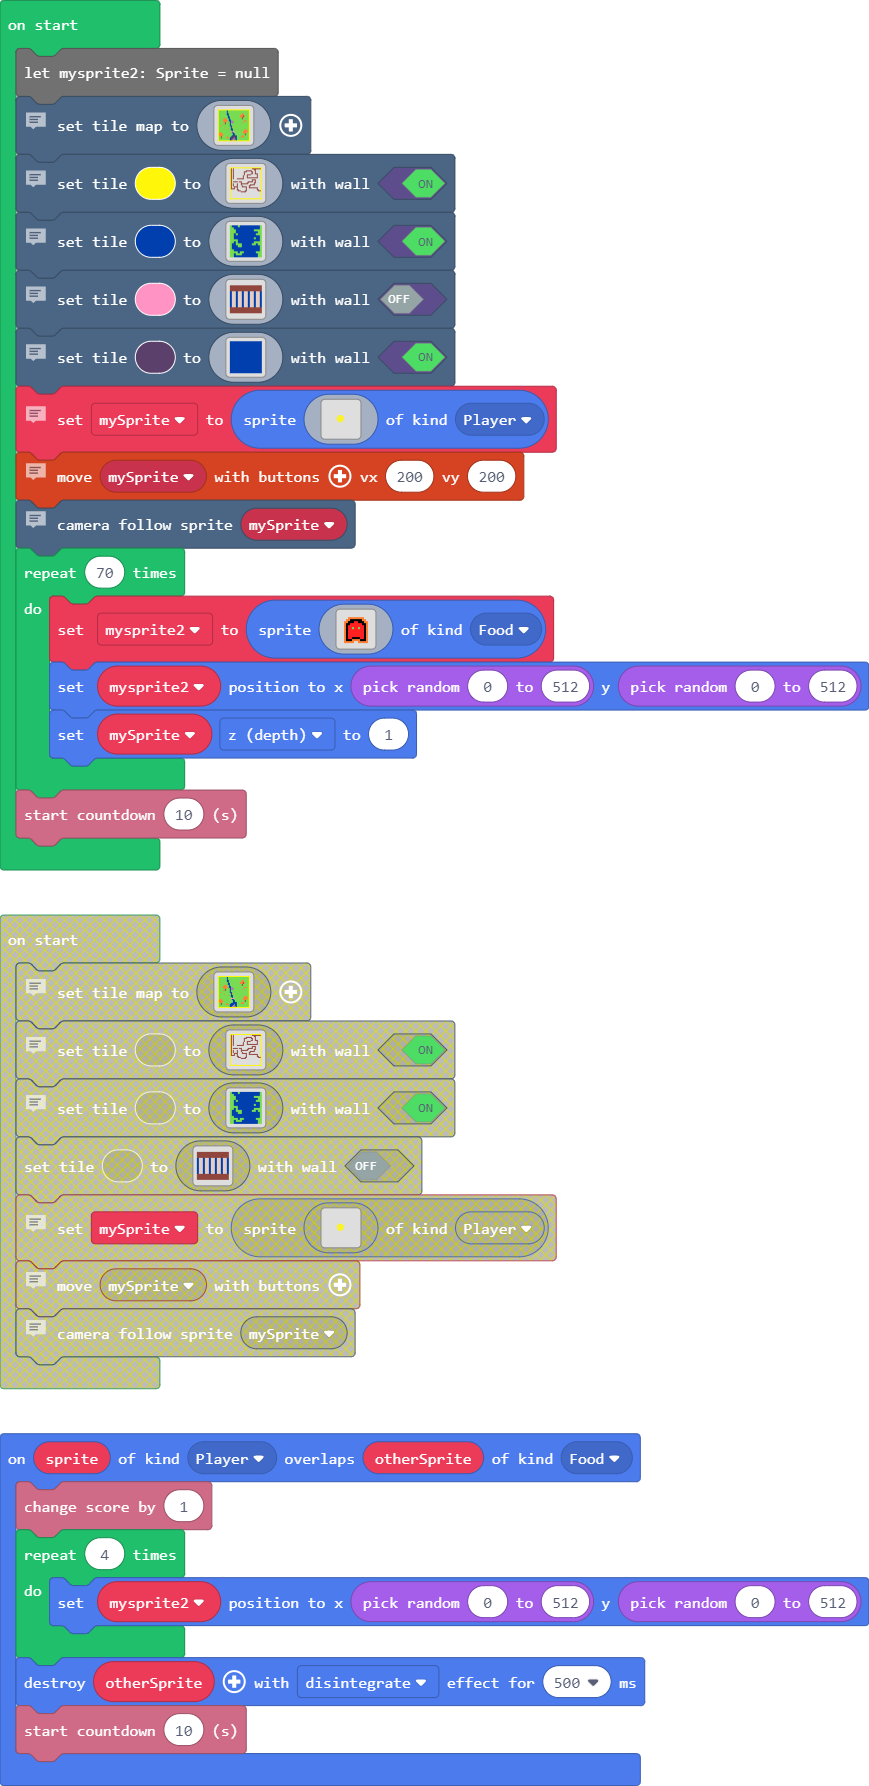 on start
let mysprite2: Sprite = null
set tile map to
set tile to with wall ON
set tile to with wall ON
set tile to with wall OFF
set tile to with wall ON
set mySprite to sprite of kind Player
move mySprite with buttons vx 200 vy 200
camera follow sprite mySprite
repeat 70 times
do
set mysprite2 to sprite of kind Food
set mysprite2 position to x pick random 0 to 512 y pick random 0 to 512
set mySprite z (depth) to 1
start countdown 10 (s)
on start
set tile map to
set tile to with wall ON
set tile to with wall ON
set tile to with wall OFF
set mySprite to sprite of kind Player
move mySprite with buttons
camera follow sprite mySprite
on sprite of kind Player overlaps otherSprite of kind Food
change score by 1
repeat 4 times
do
set mysprite2 position to x pick random 0 to 512 y pick random 0 to 512
destroy otherSprite with disintegrate effect for 500 ms
start countdown 10 (s)